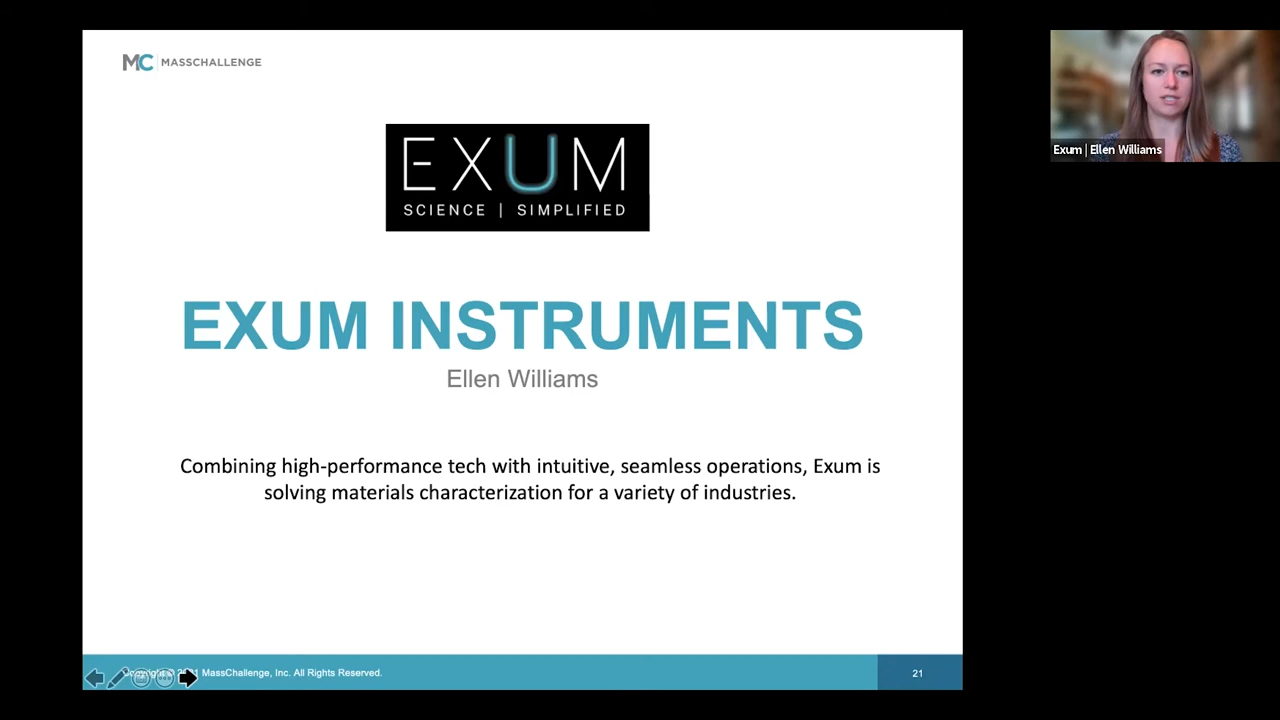 MC | MASSCHALLENGE
EXUM
SCIENCE | SIMPLIFIED
Exum | Ellen Williams
EXUM INSTRUMENTS
Ellen Williams
Combining high-performance tech with intuitive, seamless operations, Exum is
solving materials characterization for a variety of industries.
Copyright © MassChallenge, Inc. All Rights Reserved.
21